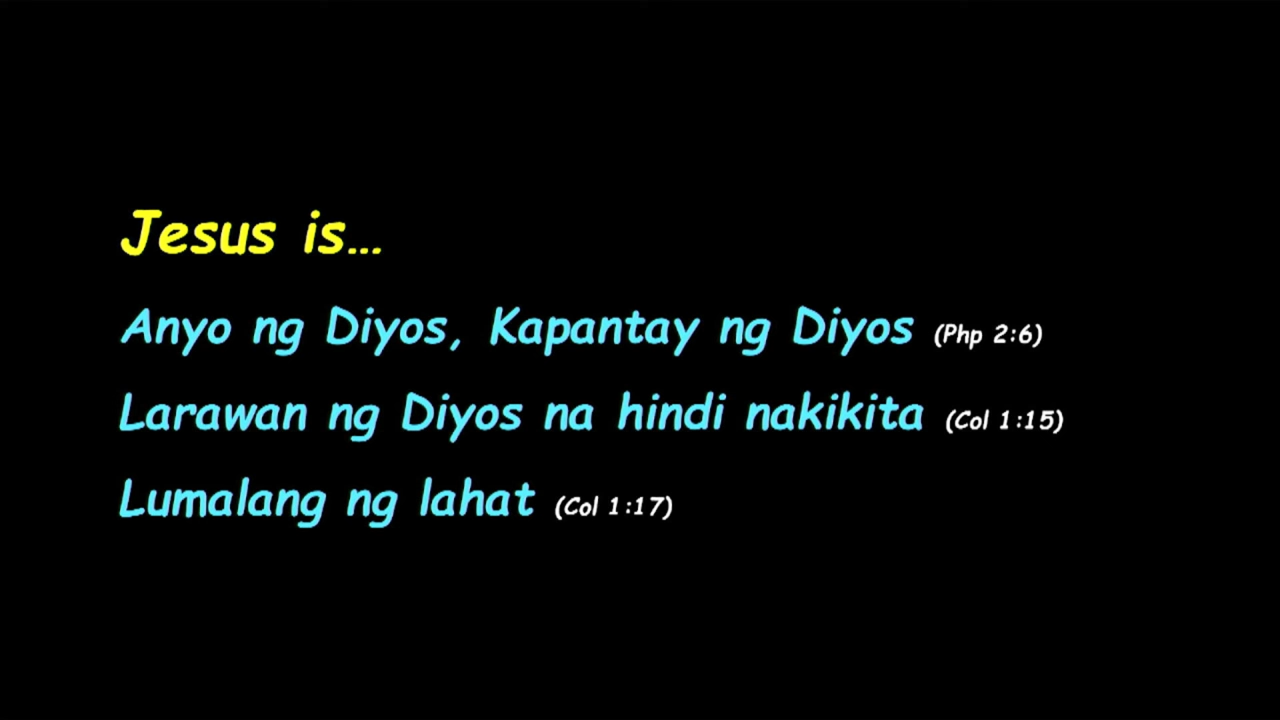 Jesus is...
Anyo ng Diyos, Kapantay ng Diyos (Php 2:6)
Larawan ng Diyos na hindi nakikita (Col 1:15)
Lumalang ng lahat (Col 1:17)